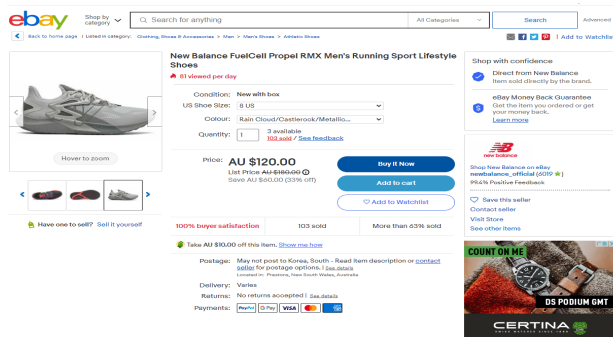 ebay
Shop by category
Search for anything
All Categories
Search
Advanced
Back to home page | Listed in category: Clothing, Shoes & Accessories > Men > Men's Shoes > Athletic Shoes
| Add to Watchlist
New Balance FuelCell Propel RMX Men's Running Sport Lifestyle
Shoes
81 viewed per day
Condition: New with box
US Shoe Size: 8 US
Colour: Rain Cloud/Castlerock/Metallic...
Quantity: 1
3 available
103 sold / See feedback
Price: AU $120.00
List Price AU $180.00
Save AU $60.00 (33% off)
Buy It Now
Add to cart
Add to Watchlist
Hover to zoom
Have one to sell? Sell it yourself
100% buyer satisfaction
103 sold
More than 63% sold
Take AU $10.00 off this item. Show me how
Postage: May not post to Korea, South - Read item description or contact
seller for postage options. | See details
Located in: Prestons, New South Wales, Australia
Delivery: Varies
Returns: No returns accepted | See details
Payments: PayPal G Pay VISA
Shop with confidence
Direct from New Balance
Item sold directly by the brand.
eBay Money Back Guarantee
Get the item you ordered or get
your money back.
Learn more
new balance
Shop New Balance on eBay
newbalance_official (6019)
99.4% Positive Feedback
Save this seller
Contact seller
Visit Store
See other items
COUNT ON ME
DS PODIUM GMT
CERTINA
SWISS WATCHES SINCE 1888